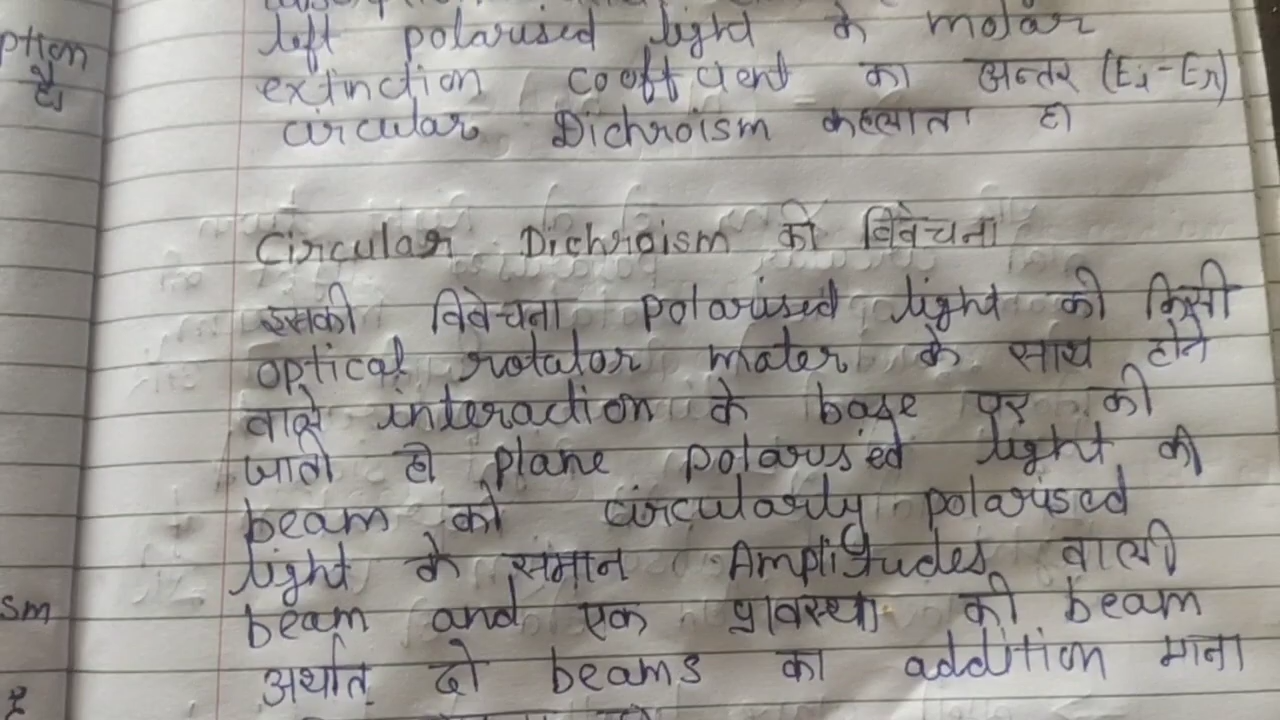 ption
है।
left polarised light के molar
extinction coefficient का अन्तर (El-Er)
circular Dichroism कहलाता है।
Circular Dichroism की विवेचना
इसकी विवेचना polarised light की किसी
optical rotator mater के साथ होने
वाले interaction के base पर की
जाती है। plane polarised light की
beam को circularly polarised
light के समान Amplitudes वाली
beam and एक प्रावस्था की beam
अर्थात दो beams का addition माना
sm